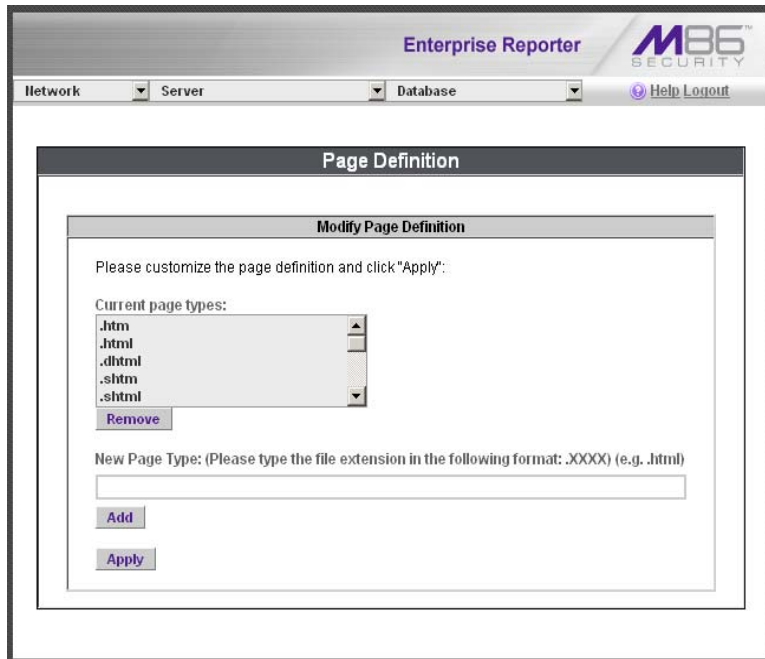 Enterprise Reporter
M86™
SECURITY
Network Server Database Help Logout
Page Definition
Modify Page Definition
Please customize the page definition and click "Apply":
Current page types:
.htm
.html
.dhtml
.shtm
.shtml
Remove
New Page Type: (Please type the file extension in the following format: .XXXX) (e.g. .html)
Add
Apply